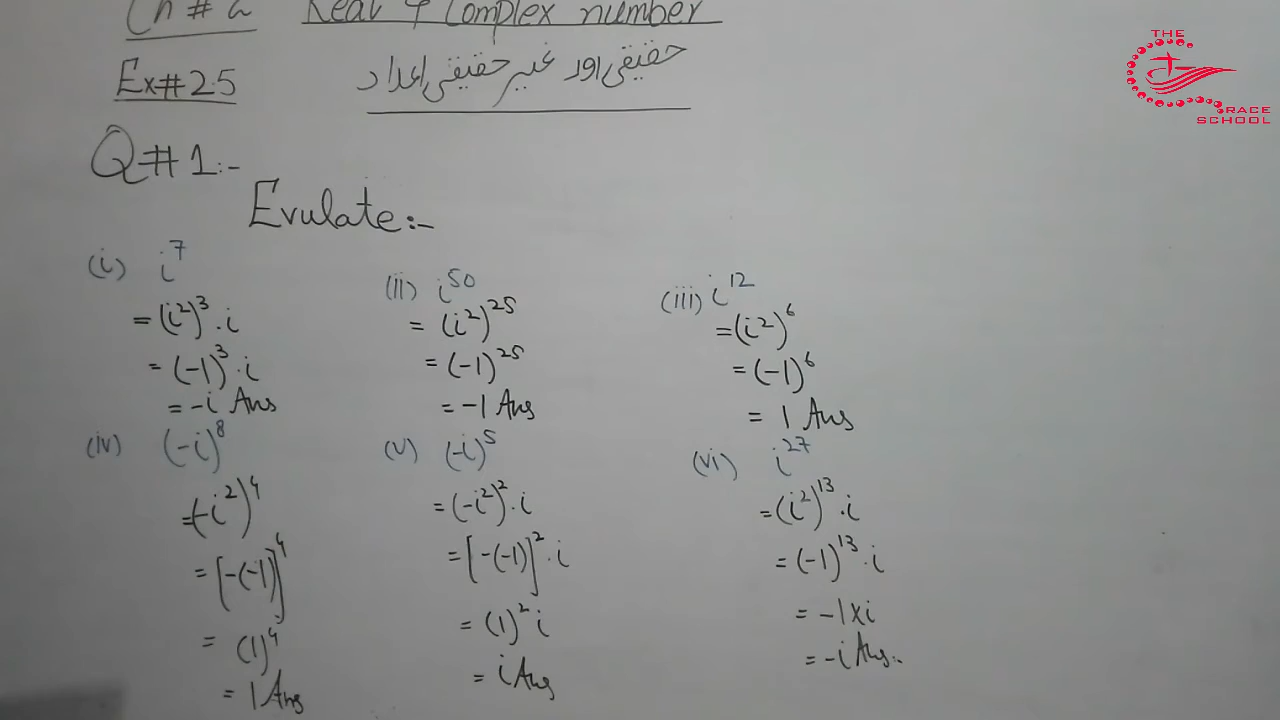 Ch # 2 Real & Complex number
Ex# 2.5 حقیقی اور غیر حقیقی اعداد
Q# 1:-
Evulate:-
(i) i^7
= (i^2)^3 . i
= (-1)^3 . i
= -i Ans
(ii) i^50
= (i^2)^25
= (-1)^25
= -1 Ans
(iii) i^12
= (i^2)^6
= (-1)^6
= 1 Ans
(iv) (-i)^8
= (-i^2)^4
= [-(-1)]^4
= (1)^4
= 1 Ans
(v) (-i)^5
= (-i^2)^2 . i
= [-(-1)]^2 . i
= (1)^2 i
= i Ans
(vi) i^27
= (i^2)^13 . i
= (-1)^13 . i
= -1 x i
= -i Ans.
THE
GRACE
SCHOOL